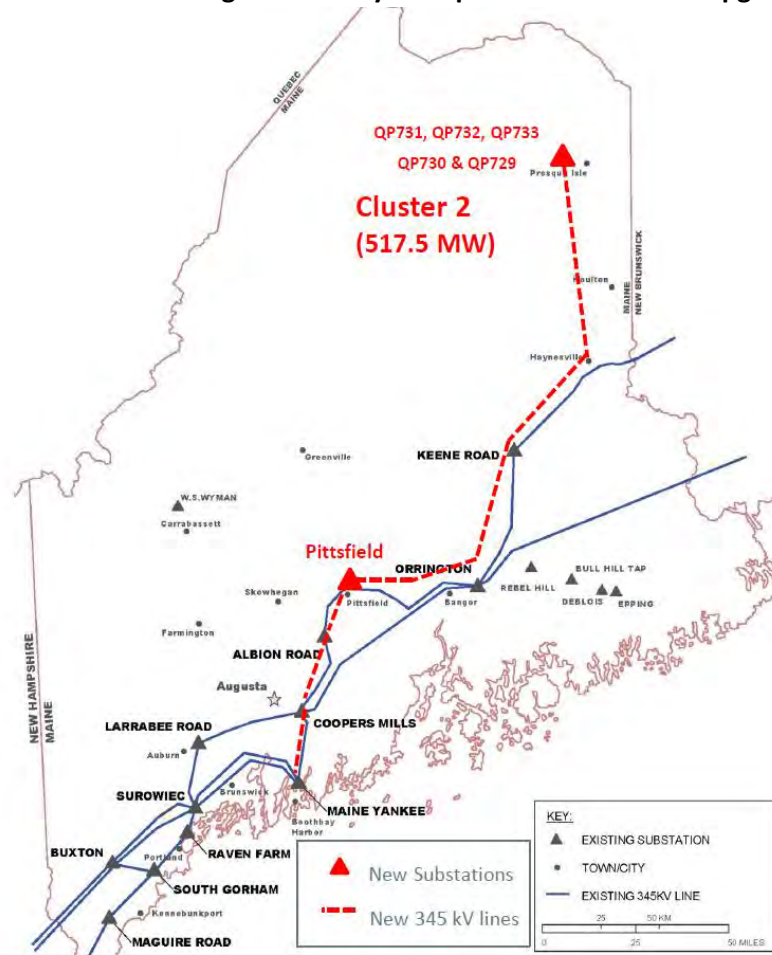 QUEBEC
MAINE
QP731, QP732, QP733
QP730 & QP729
Presque Isle
Cluster 2
(517.5 MW)
Houlton
MAINE
NEW BRUNSWICK
Haynesville
Greenville
KEENE ROAD
W.S.WYMAN
Carrabassett
Pittsfield
ORRINGTON
BULL HILL TAP
REBEL HILL
DEBLOIS
EPPING
Skowhegan
Pittsfield
Bangor
Farmington
ALBION ROAD
NEW HAMPSHIRE
MAINE
Augusta
COOPERS MILLS
LARRABEE ROAD
Auburn
SUROWIEC
Brunswick
MAINE YANKEE
Boothbay
Harbor
RAVEN FARM
BUXTON
Portland
SOUTH GORHAM
Kennebunkport
MAGUIRE ROAD
New Substations
New 345 kV lines
KEY:
EXISTING SUBSTATION
TOWN/CITY
EXISTING 345KV LINE
25 50 KM
0 25 50 MILES